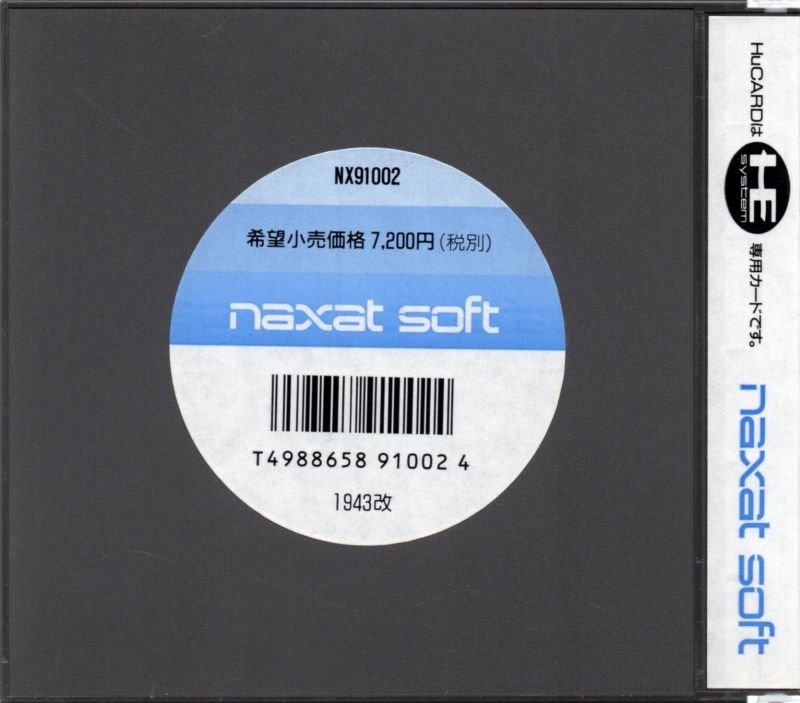 NX91002
希望小売価格 7,200円(税別)
naxat soft
T4988658 91002 4
1943改
HuCARDは HE system 専用カードです。
naxat soft